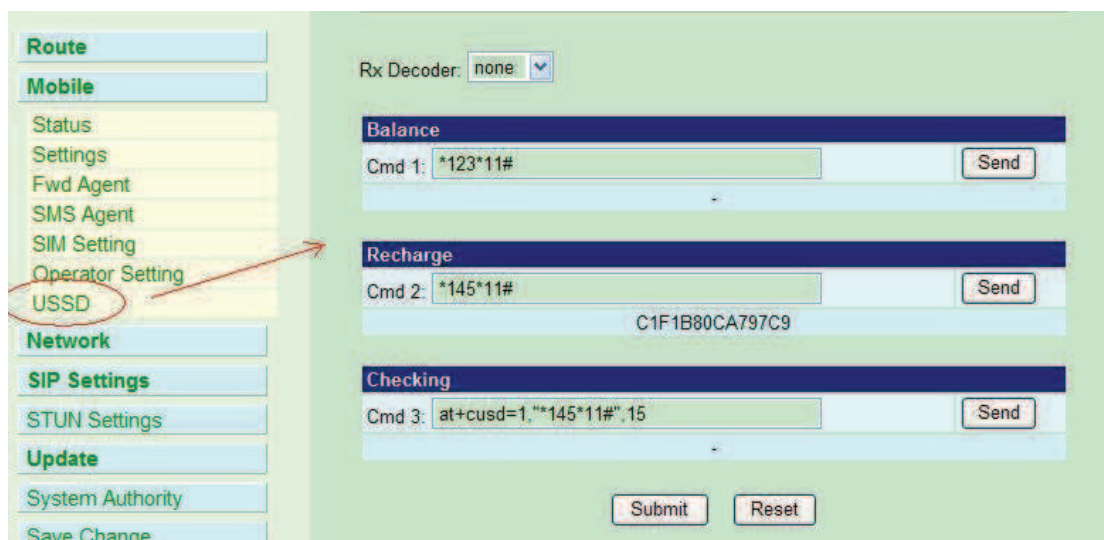 Route
Mobile
Status
Settings
Fwd Agent
SMS Agent
SIM Setting
Operator Setting
USSD
Network
SIP Settings
STUN Settings
Update
System Authority
Save Change
Rx Decoder: none
Balance
Cmd 1: *123*11# Send
-
Recharge
Cmd 2: *145*11# Send
C1F1B80CA797C9
Checking
Cmd 3: at+cusd=1,"*145*11#",15 Send
-
Submit Reset